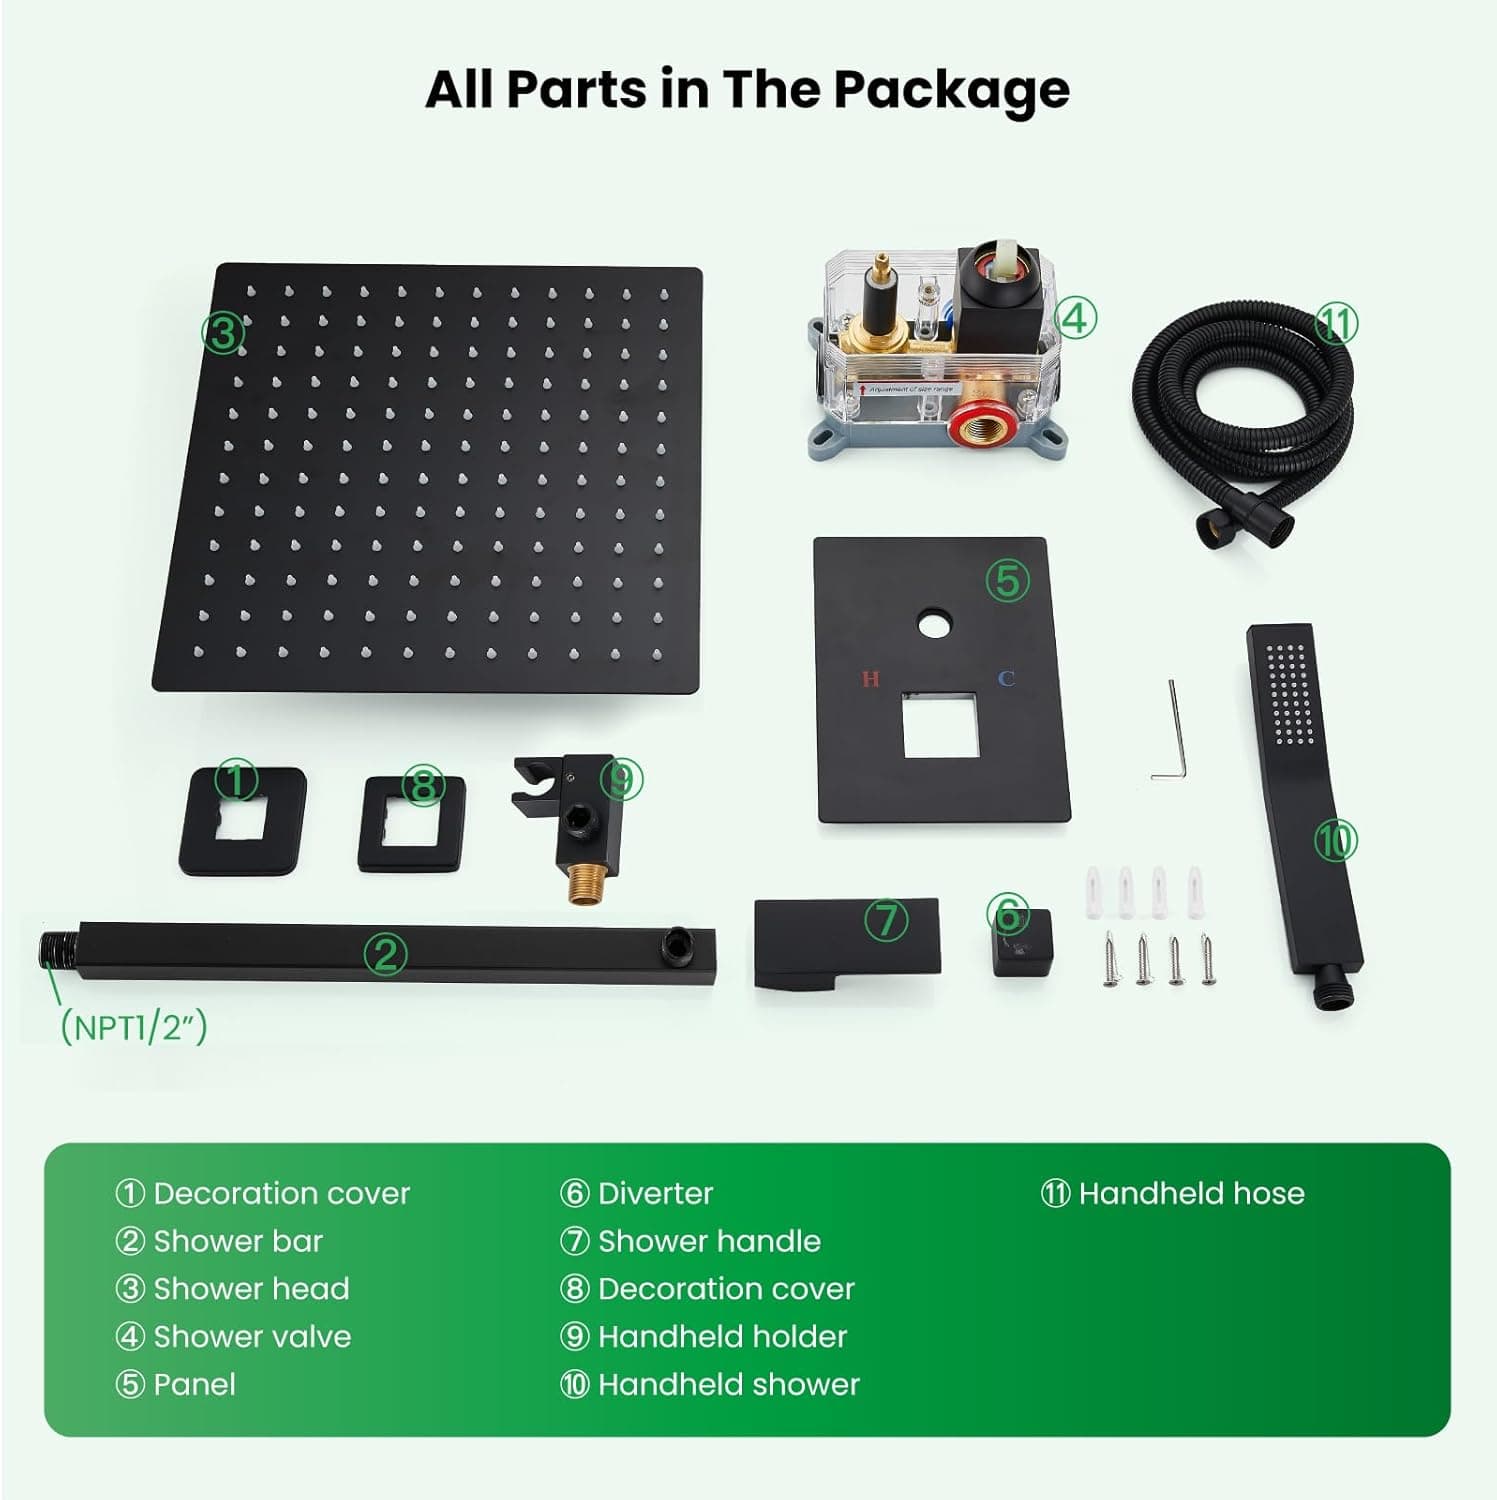 All Parts in The Package
③
④
⑪
Adjustment of size range
⑤
H C
①
⑧
⑨
⑩
②
⑦
⑥
(NPT1/2”)
① Decoration cover
② Shower bar
③ Shower head
④ Shower valve
⑤ Panel
⑥ Diverter
⑦ Shower handle
⑧ Decoration cover
⑨ Handheld holder
⑩ Handheld shower
⑪ Handheld hose